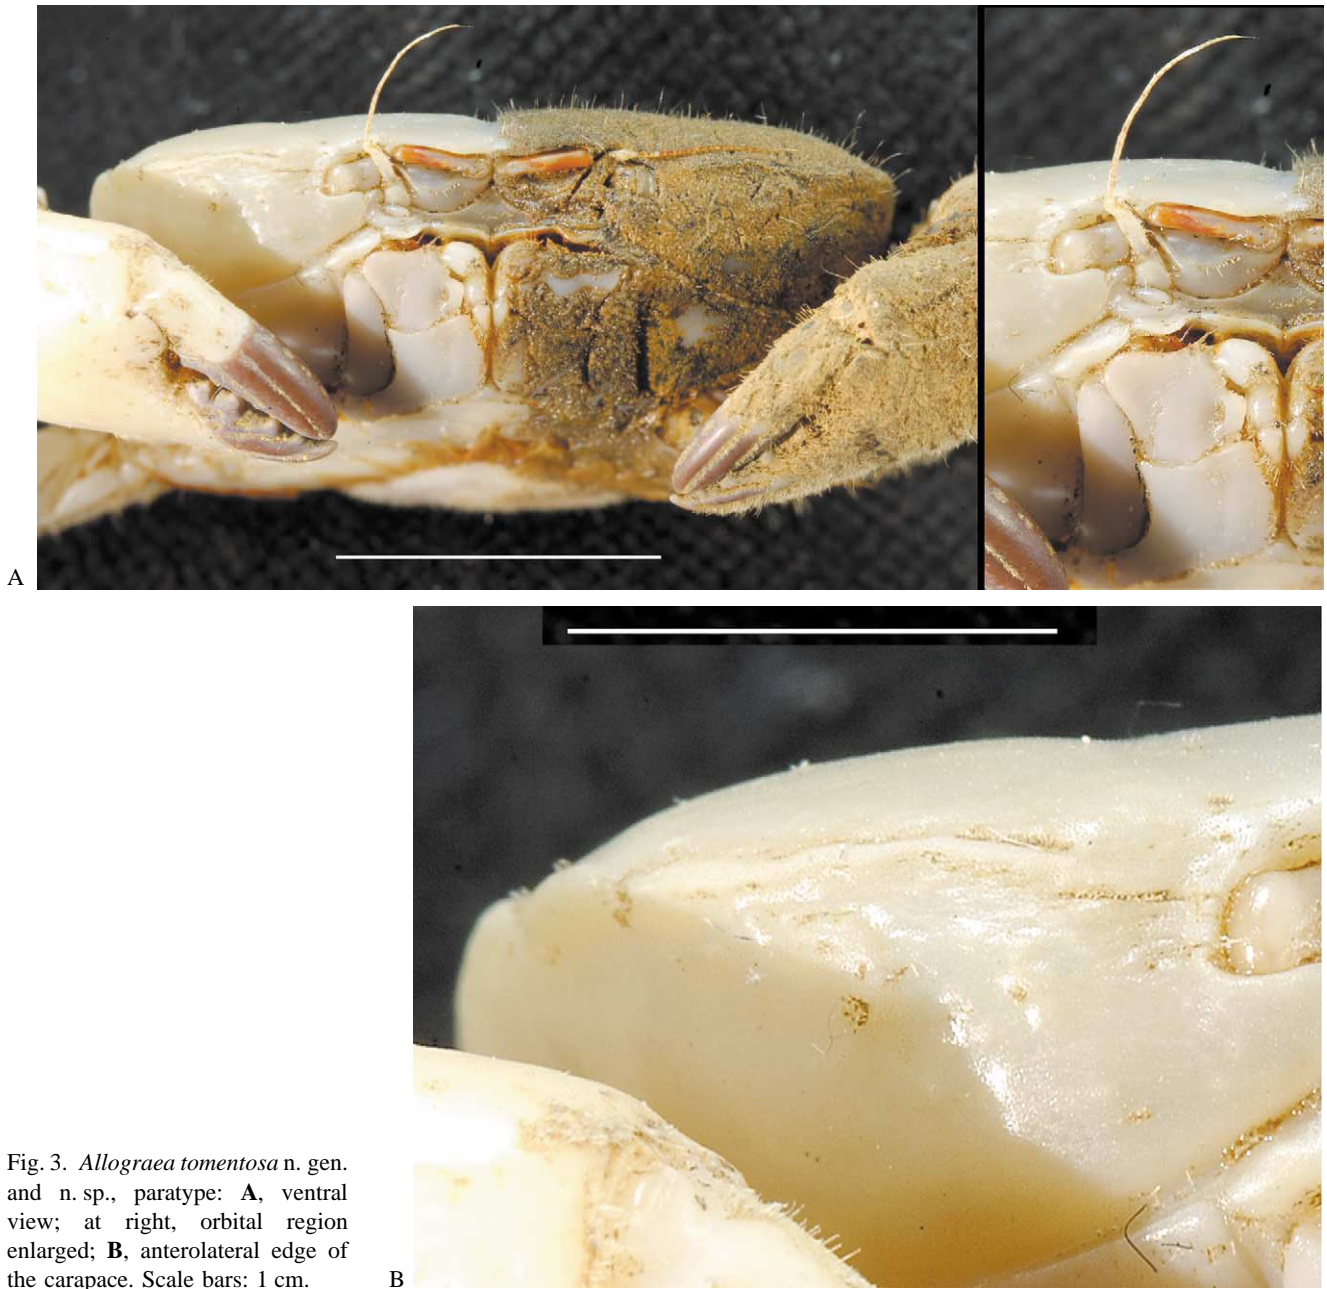 A
Fig. 3. Allograea tomentosa n. gen.
and n. sp., paratype: A, ventral
view; at right, orbital region
enlarged; B, anterolateral edge of
the carapace. Scale bars: 1 cm.
B